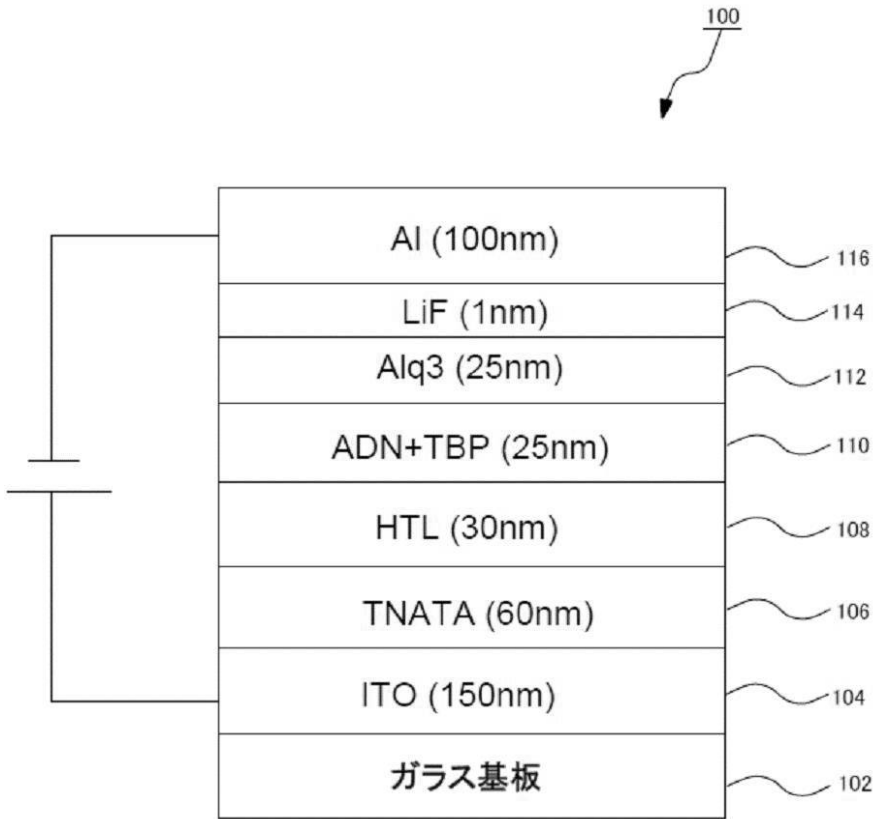 100
Al (100nm)
116
LiF (1nm)
114
Alq3 (25nm)
112
ADN+TBP (25nm)
110
HTL (30nm)
108
TNATA (60nm)
106
ITO (150nm)
104
ガラス基板
102